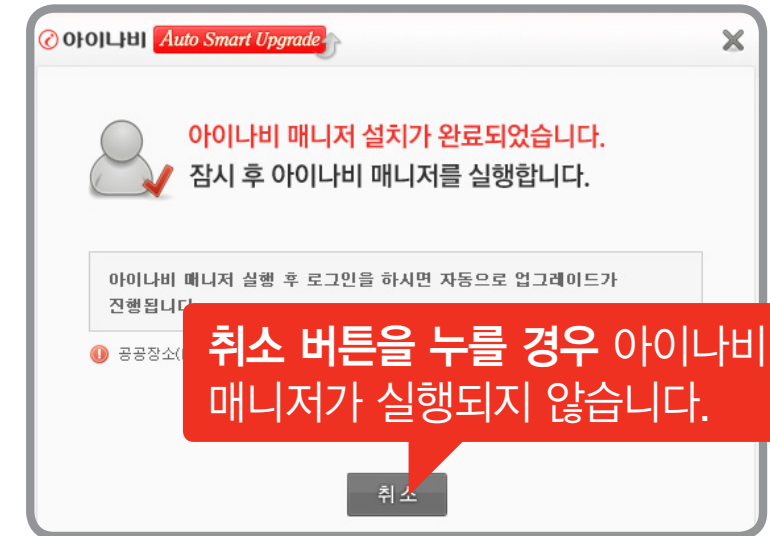 아이나비 Auto Smart Upgrade
아이나비 매니저 설치가 완료되었습니다.
잠시 후 아이나비 매니저를 실행합니다.
아이나비 매니저 실행 후 로그인을 하시면 자동으로 업그레이드가
진행됩니다
공공장소(
취소 버튼을 누를 경우 아이나비
매니저가 실행되지 않습니다.
취소